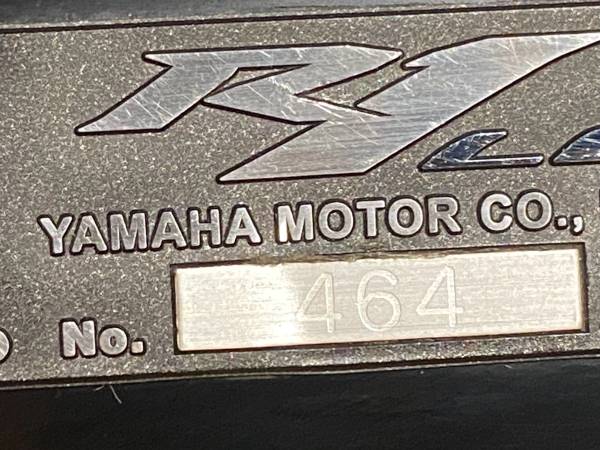 R1
YAMAHA MOTOR CO.,
No. 464